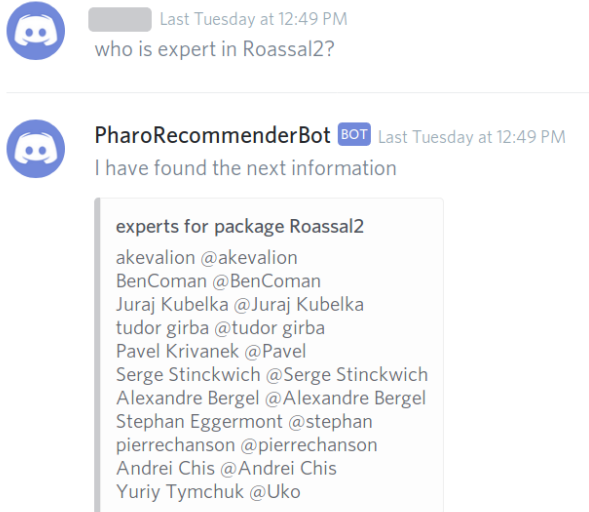 Last Tuesday at 12:49 PM
who is expert in Roassal2?
PharoRecommenderBot BOT Last Tuesday at 12:49 PM
I have found the next information
experts for package Roassal2
akevalion @akevalion
BenComan @BenComan
Juraj Kubelka @Juraj Kubelka
tudor girba @tudor girba
Pavel Krivanek @Pavel
Serge Stinckwich @Serge Stinckwich
Alexandre Bergel @Alexandre Bergel
Stephan Eggermont @stephan
pierrechanson @pierrechanson
Andrei Chis @Andrei Chis
Yuriy Tymchuk @Uko